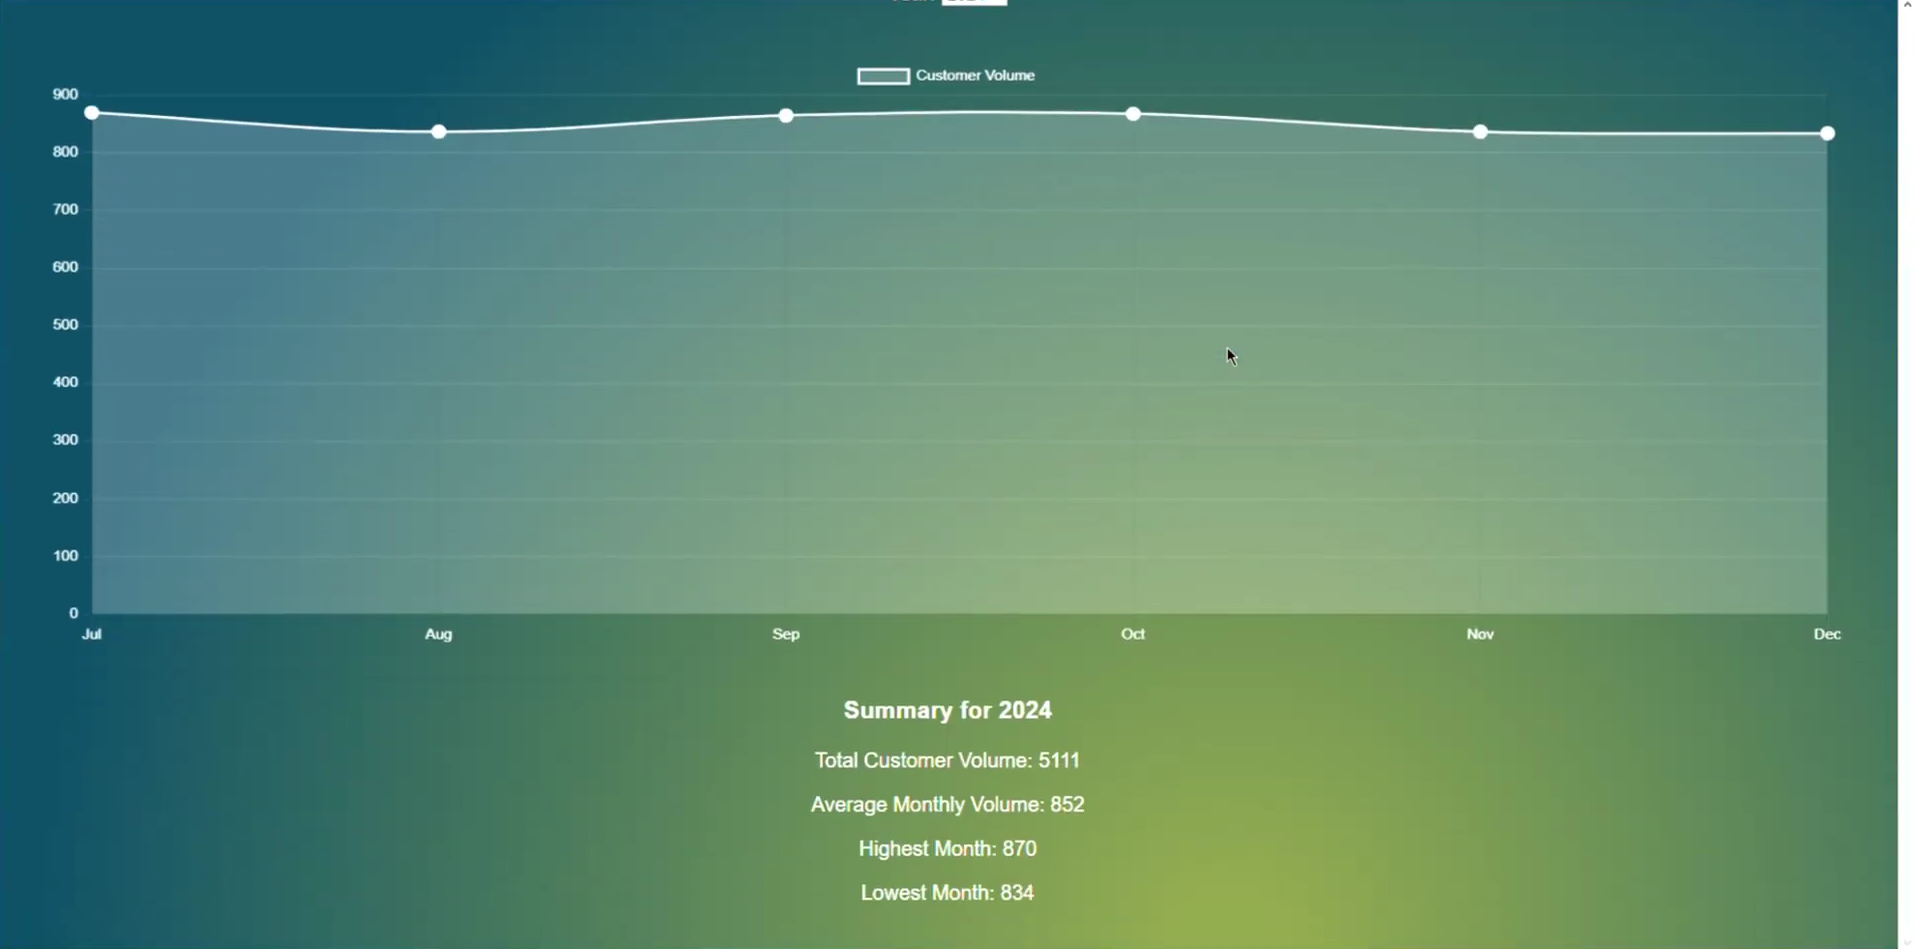 Customer Volume
900
800
700
600
500
400
300
200
100
0
Jul Aug Sep Oct Nov Dec
Summary for 2024
Total Customer Volume: 5111
Average Monthly Volume: 852
Highest Month: 870
Lowest Month: 834